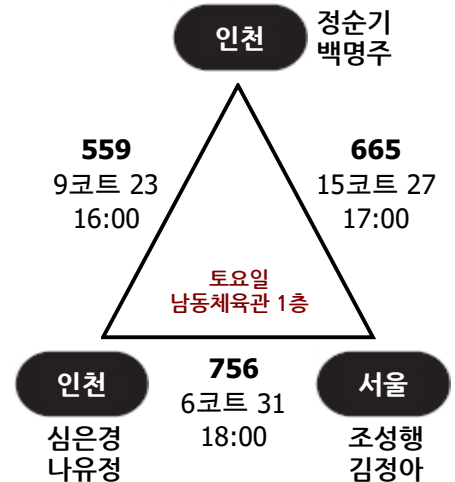 인천
정순기
백명주
559
9코트 23
16:00
665
15코트 27
17:00
토요일
남동체육관 1층
인천
심은경
나유정
756
6코트 31
18:00
서울
조성행
김정아